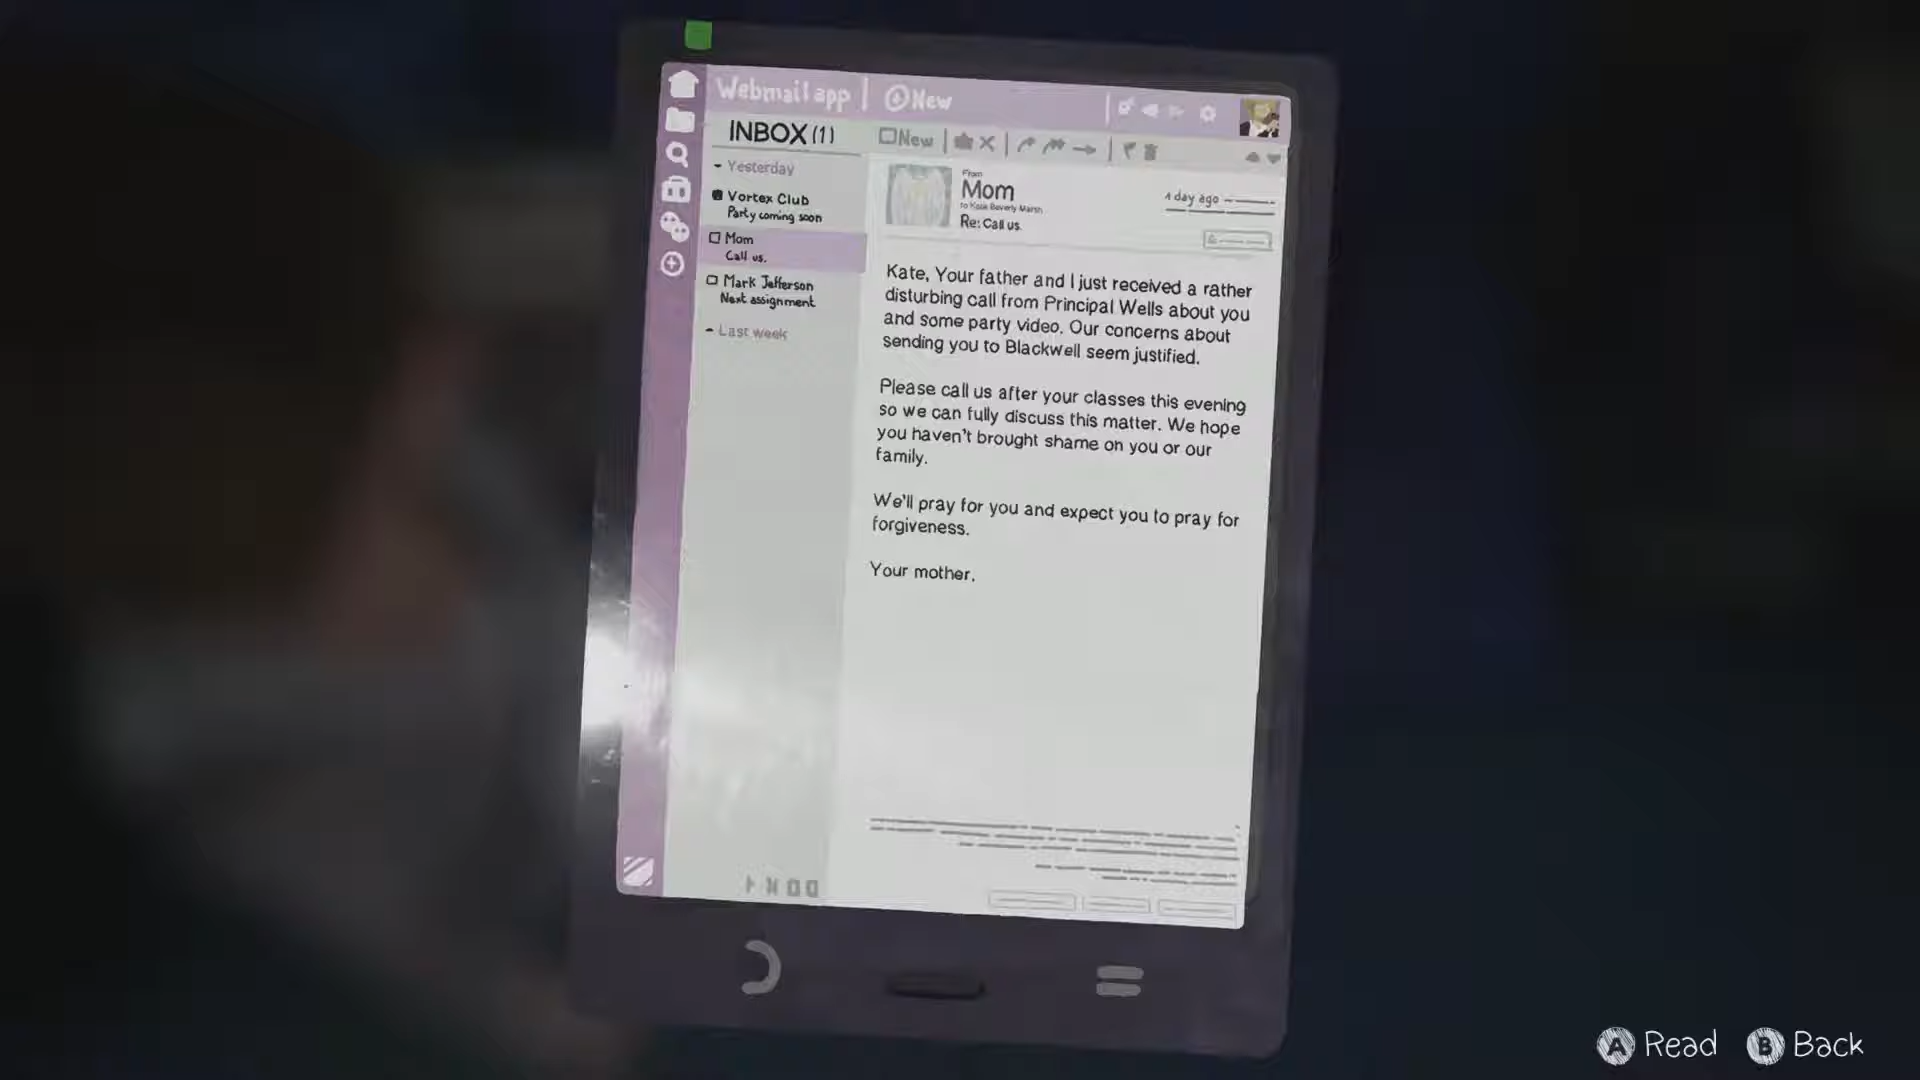 Webmail app
New
INBOX (1)
New
Yesterday
Vortex Club
Party coming soon
Mom
Call us.
Mark Jefferson
Next assignment
Last week
From
Mom
to Kate Beverly Marsh
Re: Call us.
1 day ago
Kate, Your father and I just received a rather
disturbing call from Principal Wells about you
and some party video. Our concerns about
sending you to Blackwell seem justified.
Please call us after your classes this evening
so we can fully discuss this matter. We hope
you haven't brought shame on you or our
family.
We'll pray for you and expect you to pray for
forgiveness.
Your mother.
A Read
B Back